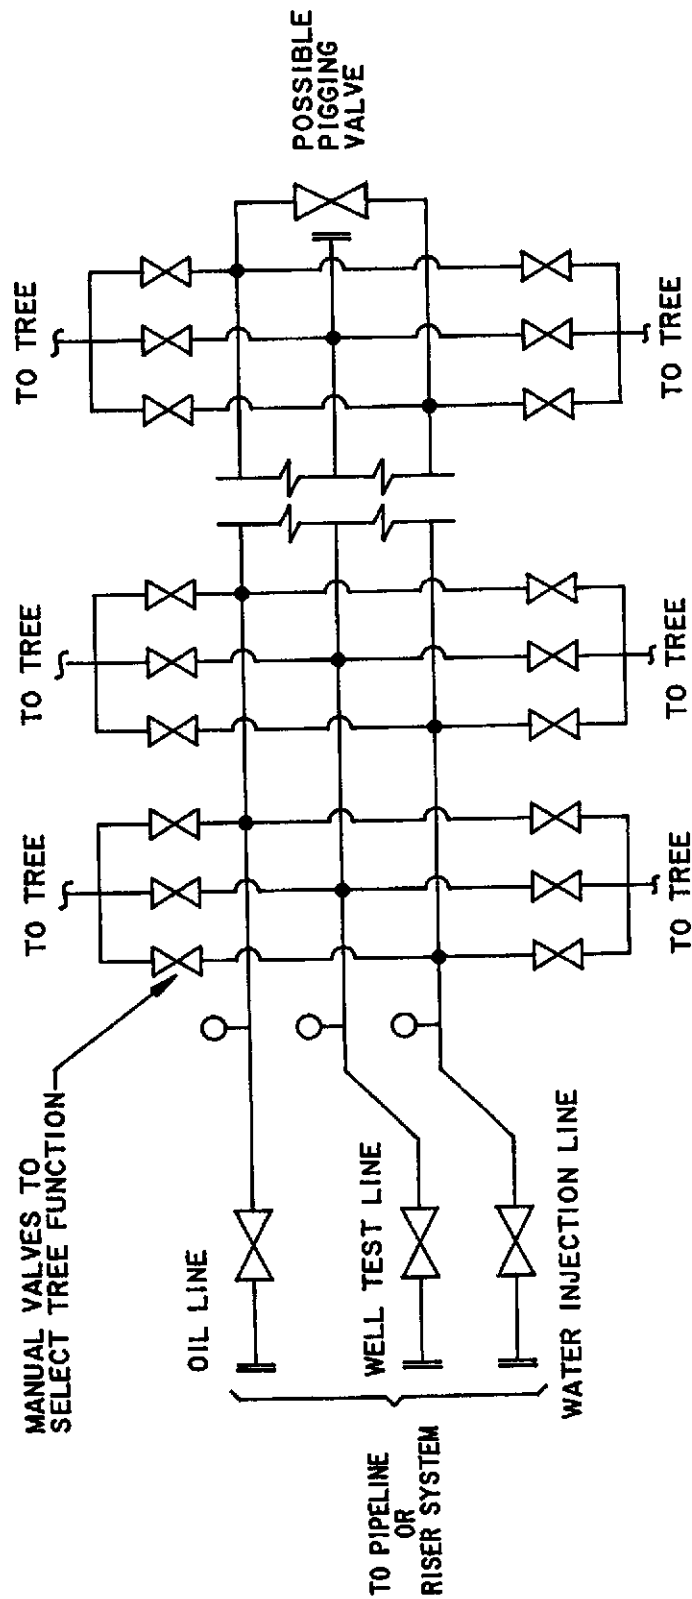 MANUAL VALVES TO
SELECT TREE FUNCTION
TO TREE
TO TREE
TO TREE
POSSIBLE
PIGGING
VALVE
OIL LINE
WELL TEST LINE
WATER INJECTION LINE
TO PIPELINE
OR
RISER SYSTEM
TO TREE
TO TREE
TO TREE